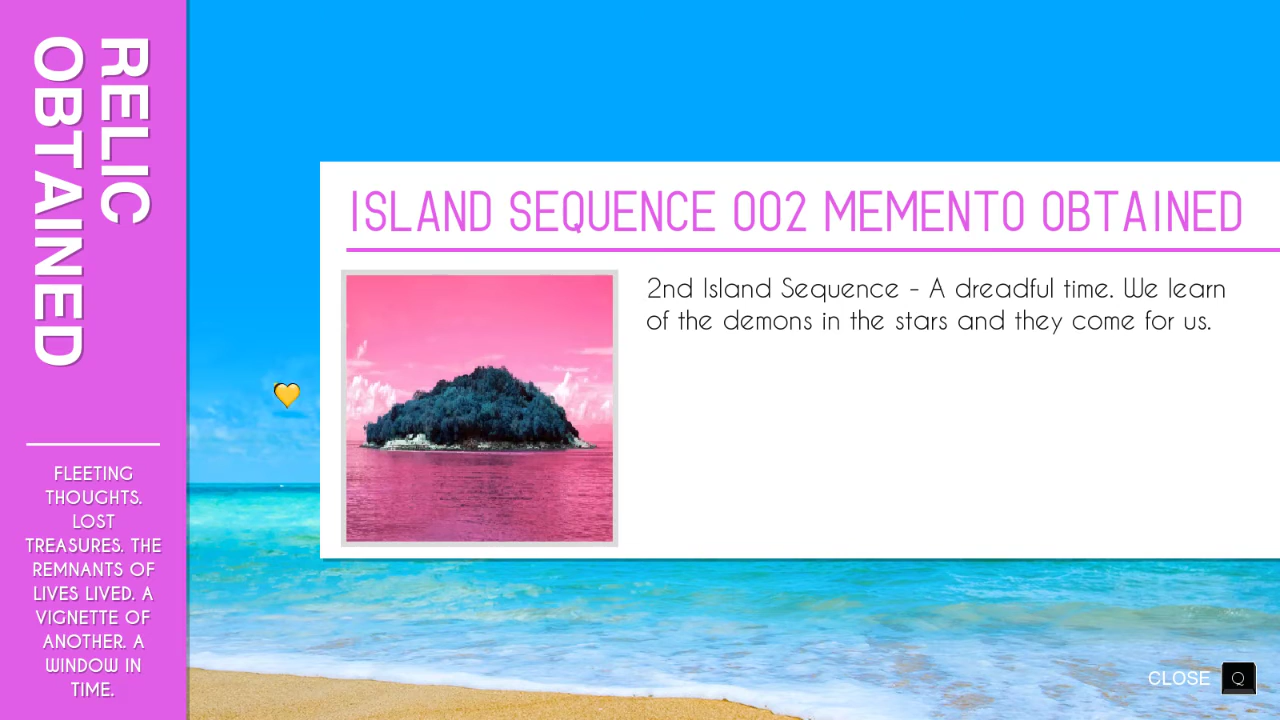 RELIC
OBTAINED
FLEETING
THOUGHTS.
LOST
TREASURES. THE
REMNANTS OF
LIVES LIVED. A
VIGNETTE OF
ANOTHER. A
WINDOW IN
TIME.
ISLAND SEQUENCE 002 MEMENTO OBTAINED
2nd Island Sequence - A dreadful time. We learn
of the demons in the stars and they come for us.
CLOSE Q